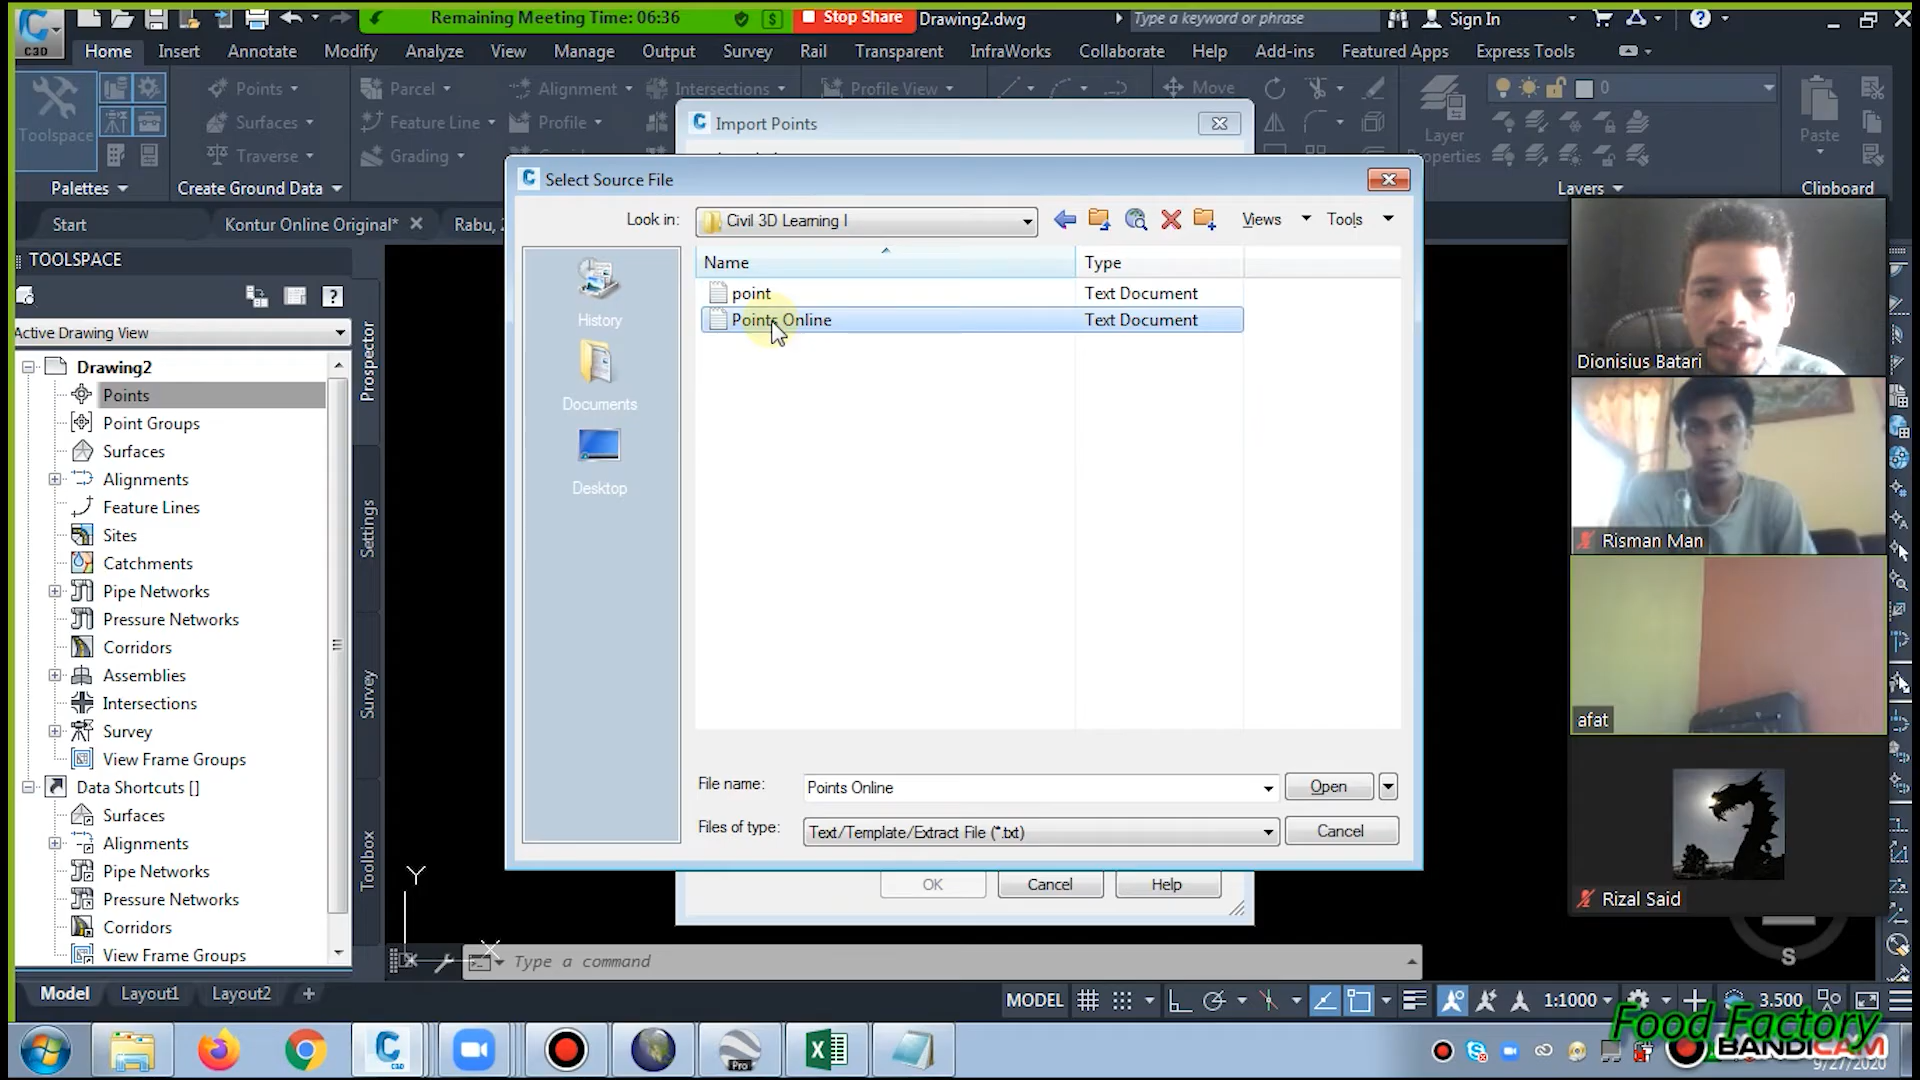 Remaining Meeting Time: 06:36
Stop Share
Drawing2.dwg
Type a keyword or phrase
Sign In
C3D
Home
Insert
Annotate
Modify
Analyze
View
Manage
Output
Survey
Rail
Transparent
InfraWorks
Collaborate
Help
Add-ins
Featured Apps
Express Tools
Toolspace
Points
Surfaces
Traverse
Parcel
Feature Line
Grading
Alignment
Profile
Intersections
Profile View
Move
Layer
Properties
0
Paste
Palettes
Create Ground Data
Layers
Clipboard
Start
Kontur Online Original*
Rabu,
Import Points
Select Source File
Look in:
Civil 3D Learning I
Views
Tools
Name
Type
point
Text Document
Points Online
Text Document
History
Documents
Desktop
File name:
Points Online
Open
Files of type:
Text/Template/Extract File (*.txt)
Cancel
OK
Cancel
Help
TOOLSPACE
Active Drawing View
Drawing2
Points
Point Groups
Surfaces
Alignments
Feature Lines
Sites
Catchments
Pipe Networks
Pressure Networks
Corridors
Assemblies
Intersections
Survey
View Frame Groups
Data Shortcuts []
Surfaces
Alignments
Pipe Networks
Pressure Networks
Corridors
View Frame Groups
Prospector
Settings
Survey
Toolbox
Dionisius Batari
Risman Man
afat
Rizal Said
Y
X
S
Type a command
Model
Layout1
Layout2
MODEL
1:1000
3.500
Food Factory
BANDICAM
9/27/2020
C3D
Pro